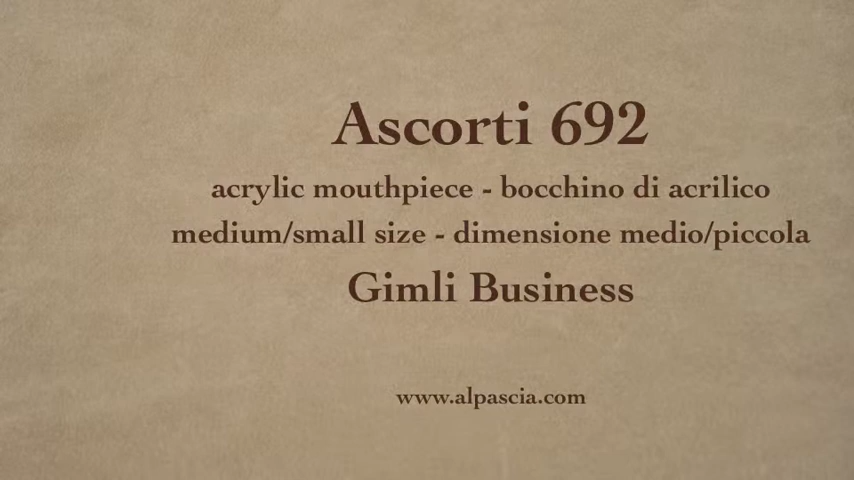 Ascorti 692
acrylic mouthpiece - bocchino di acrilico
medium/small size - dimensione medio/piccola
Gimli Business
www.alpascia.com